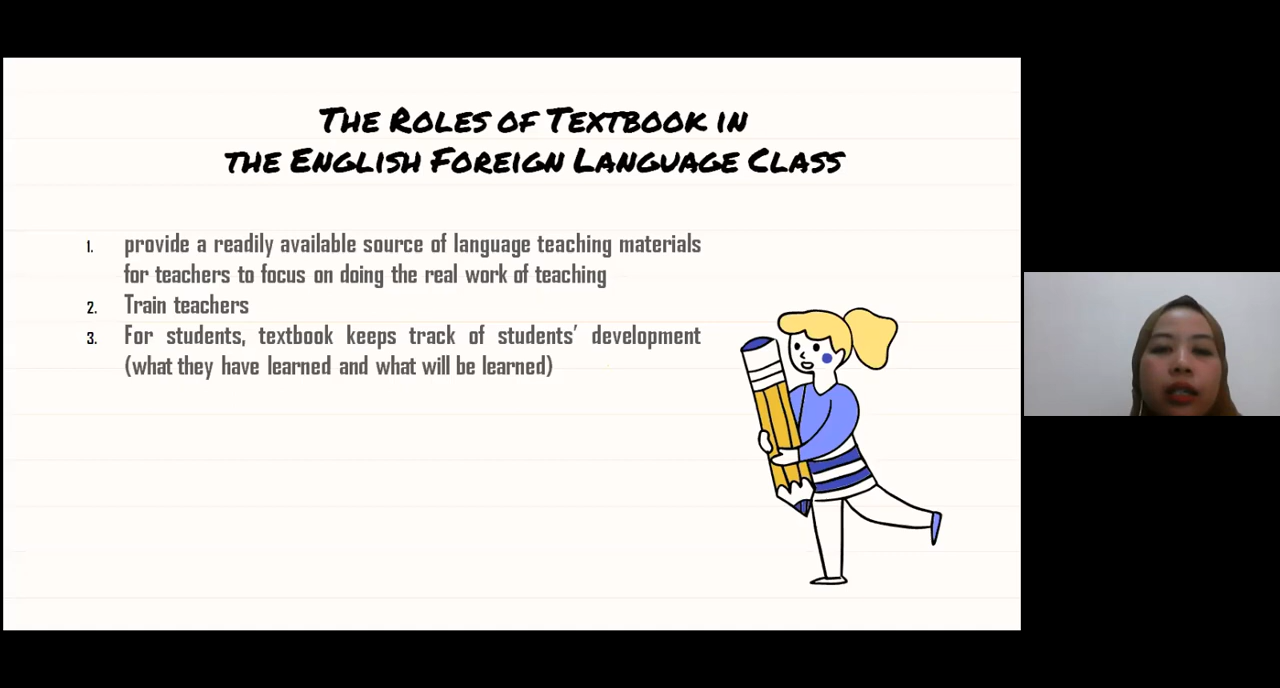 The Roles of Textbook in
the English Foreign Language Class
1. provide a readily available source of language teaching materials
for teachers to focus on doing the real work of teaching
2. Train teachers
3. For students, textbook keeps track of students’ development
(what they have learned and what will be learned)